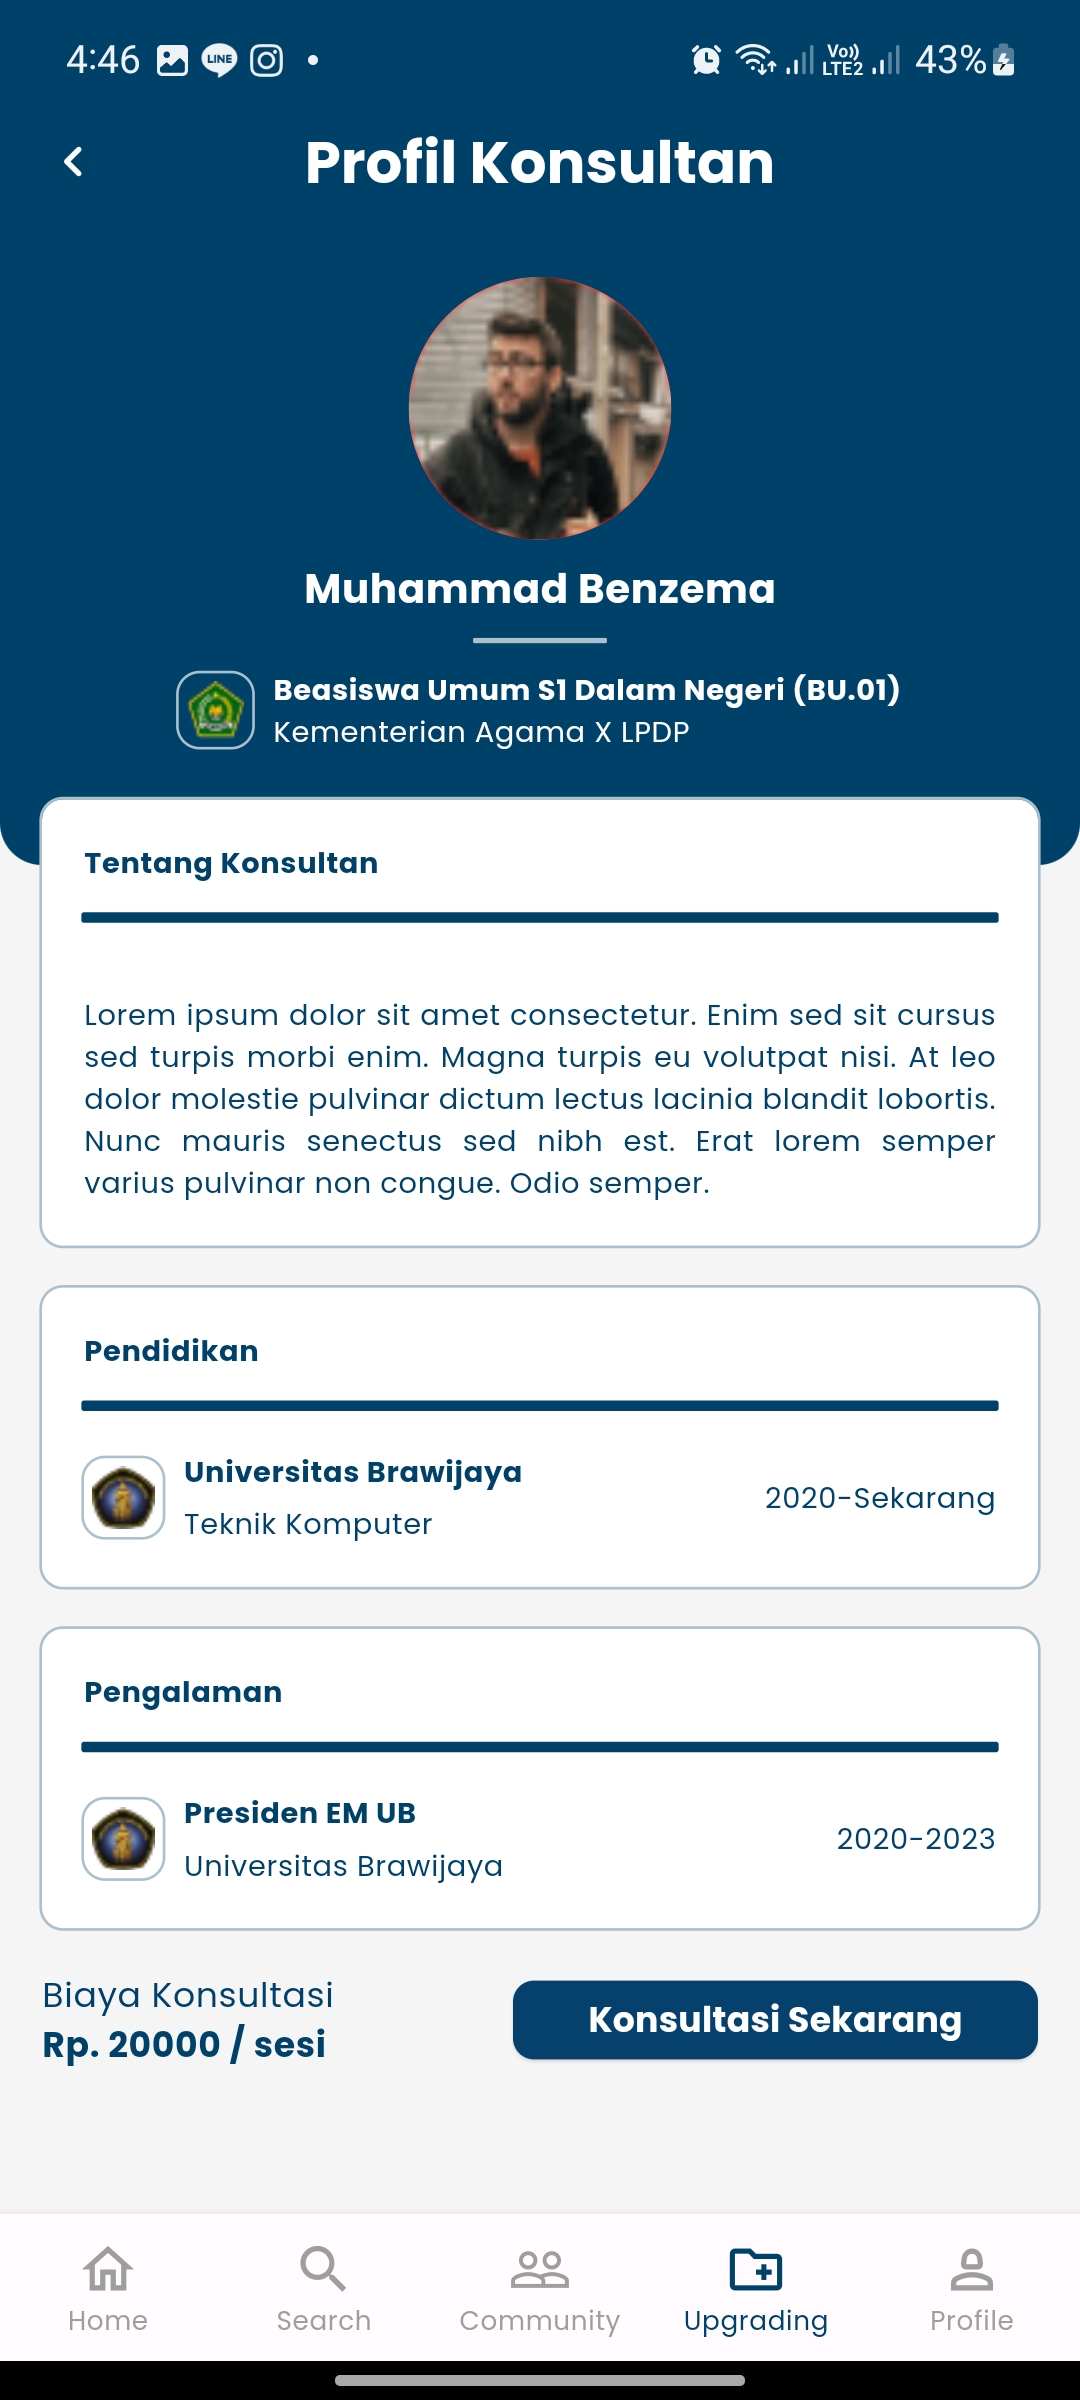 4:46 LINE Vo)) LTE2 43%
Profil Konsultan
Muhammad Benzema
Beasiswa Umum S1 Dalam Negeri (BU.01)
Kementerian Agama X LPDP
Tentang Konsultan
Lorem ipsum dolor sit amet consectetur. Enim sed sit cursus
sed turpis morbi enim. Magna turpis eu volutpat nisi. At leo
dolor molestie pulvinar dictum lectus lacinia blandit lobortis.
Nunc mauris senectus sed nibh est. Erat lorem semper
varius pulvinar non congue. Odio semper.
Pendidikan
Universitas Brawijaya
Teknik Komputer
2020-Sekarang
Pengalaman
Presiden EM UB
Universitas Brawijaya
2020-2023
Biaya Konsultasi
Rp. 20000 / sesi
Konsultasi Sekarang
Home Search Community Upgrading Profile